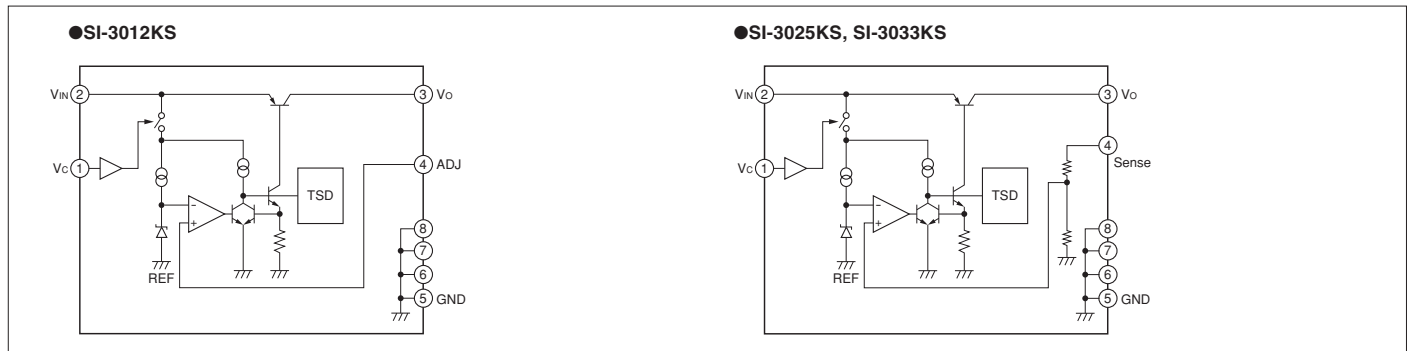 ●SI-3012KS
VIN 2
3 VO
VC 1
4 ADJ
TSD
-
+
REF
8
7
6
5 GND
●SI-3025KS, SI-3033KS
VIN 2
3 VO
4
Sense
VC 1
TSD
-
+
REF
8
7
6
5 GND